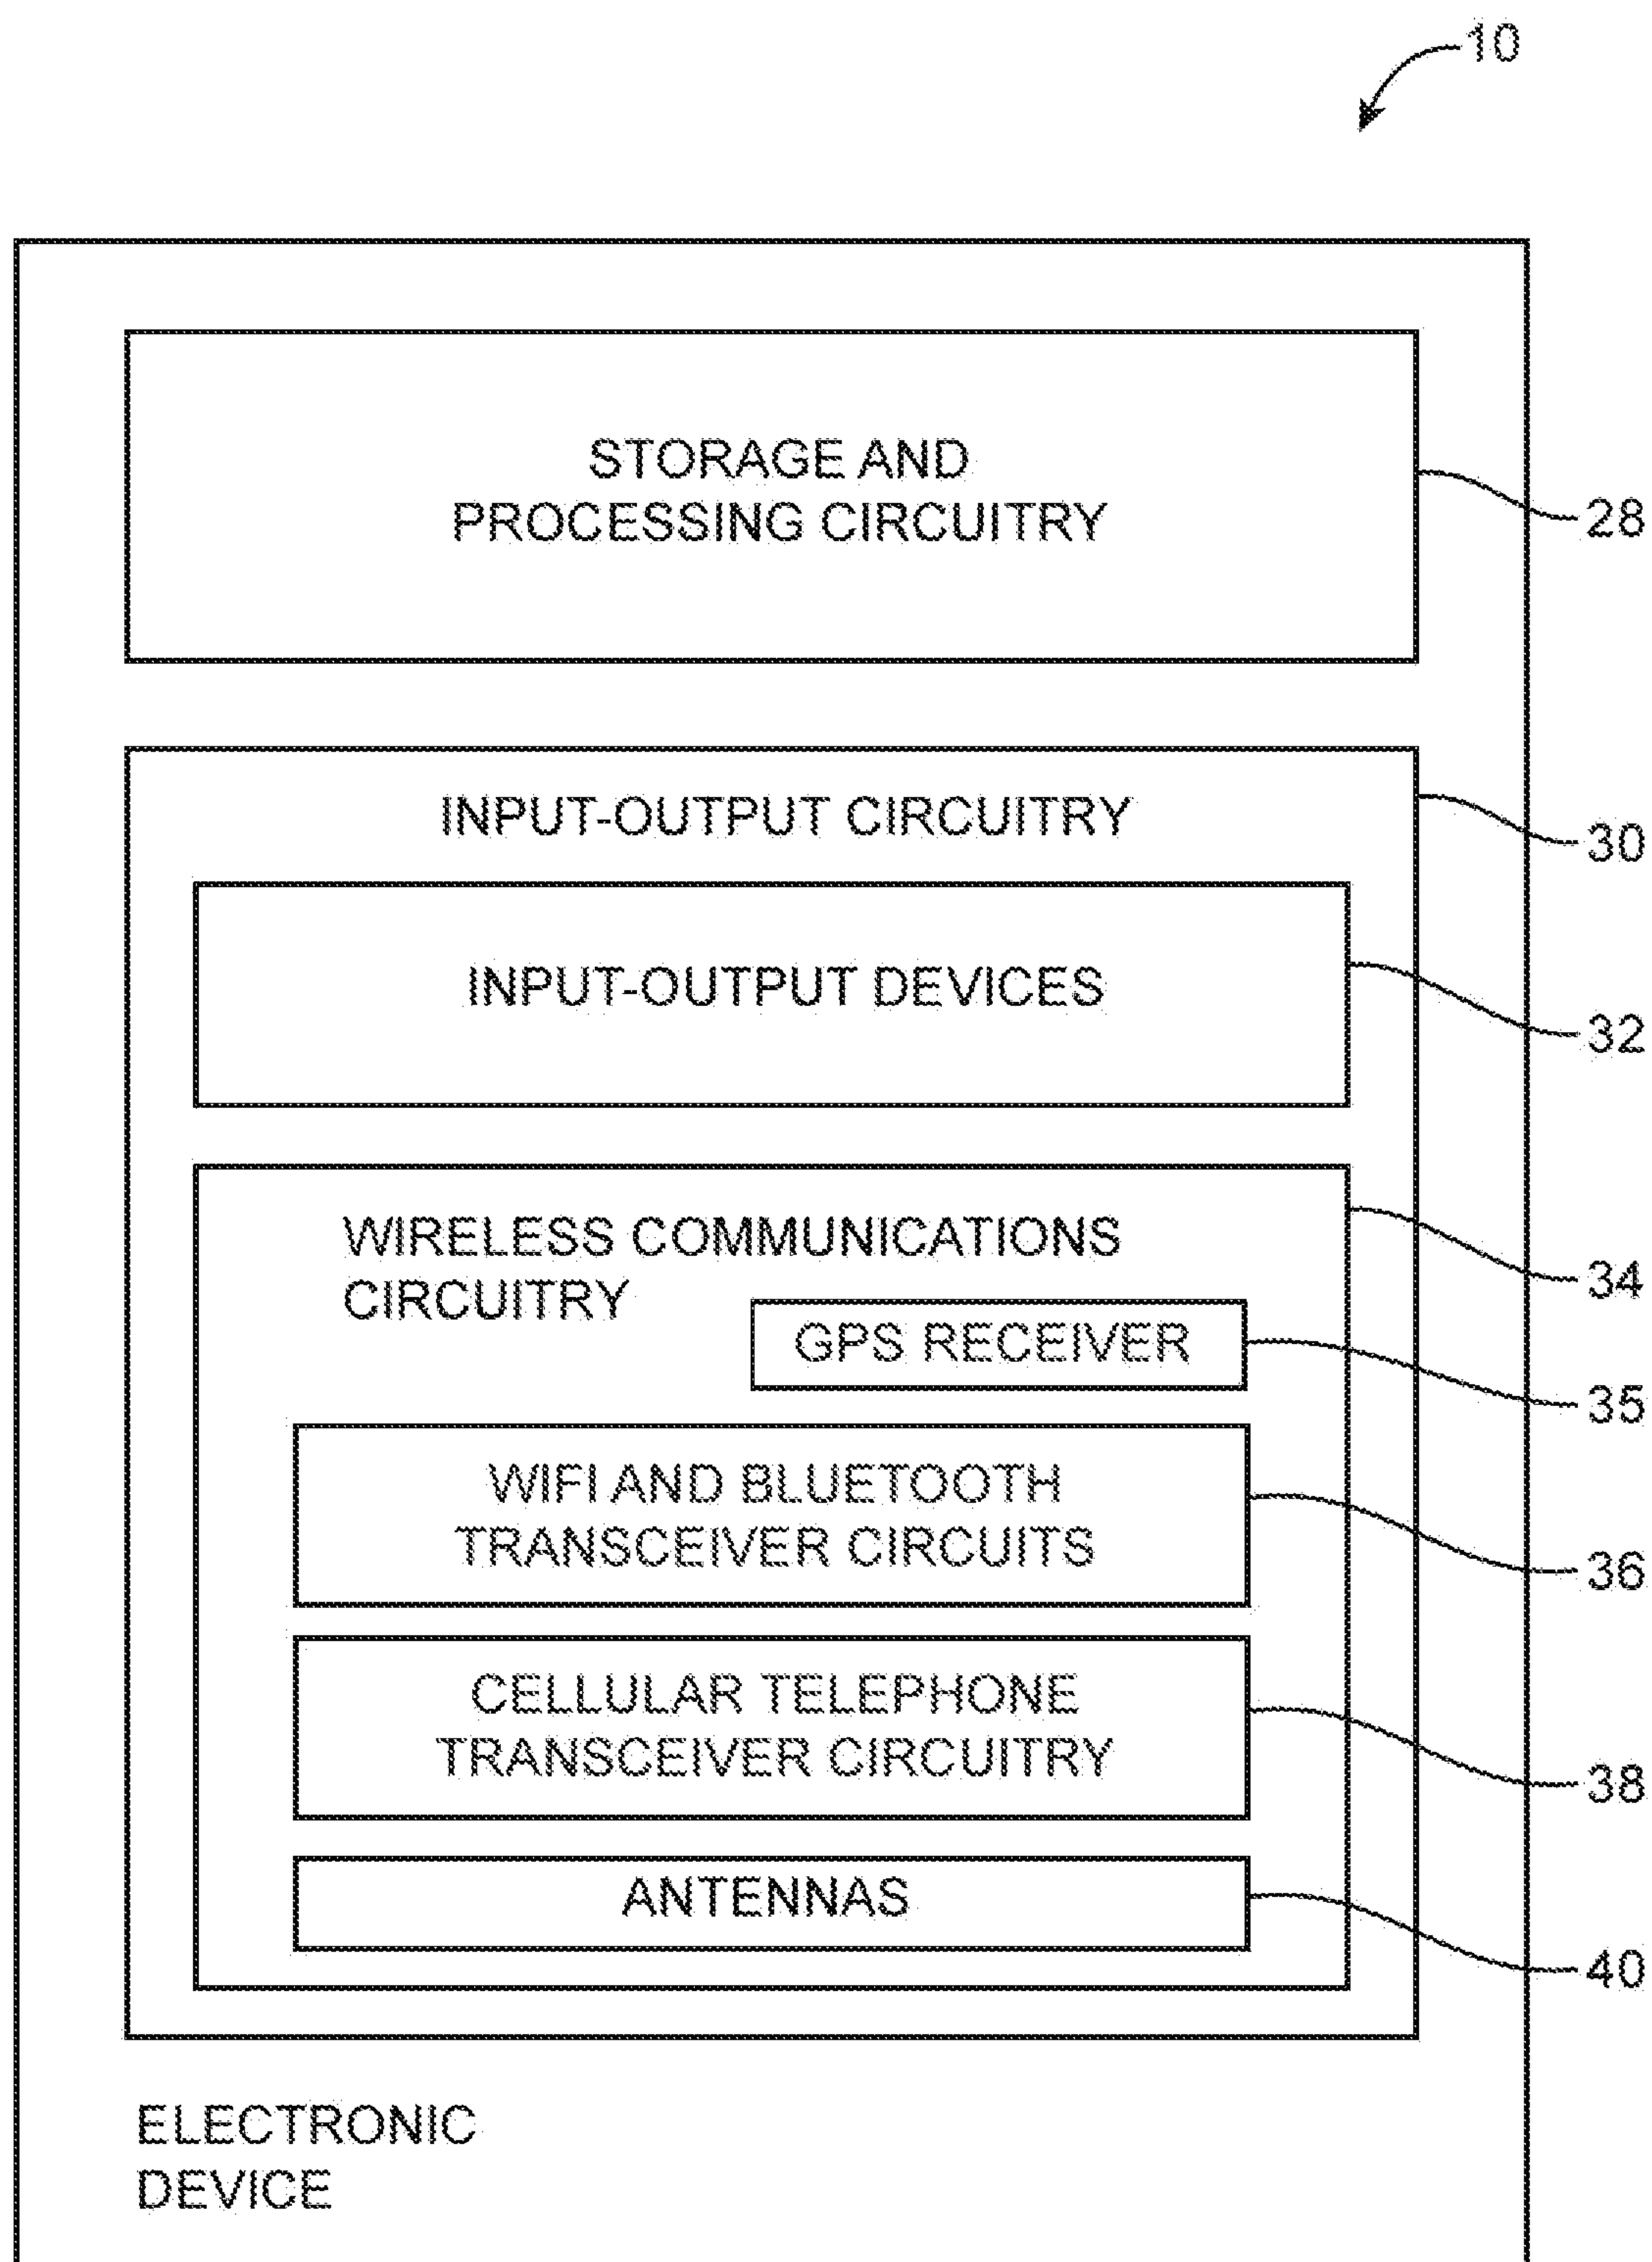 10
STORAGE AND
PROCESSING CIRCUITRY
28
INPUT-OUTPUT CIRCUITRY
30
INPUT-OUTPUT DEVICES
32
WIRELESS COMMUNICATIONS
CIRCUITRY
34
GPS RECEIVER
35
WIFI AND BLUETOOTH
TRANSCEIVER CIRCUITS
36
CELLULAR TELEPHONE
TRANSCEIVER CIRCUITRY
38
ANTENNAS
40
ELECTRONIC
DEVICE